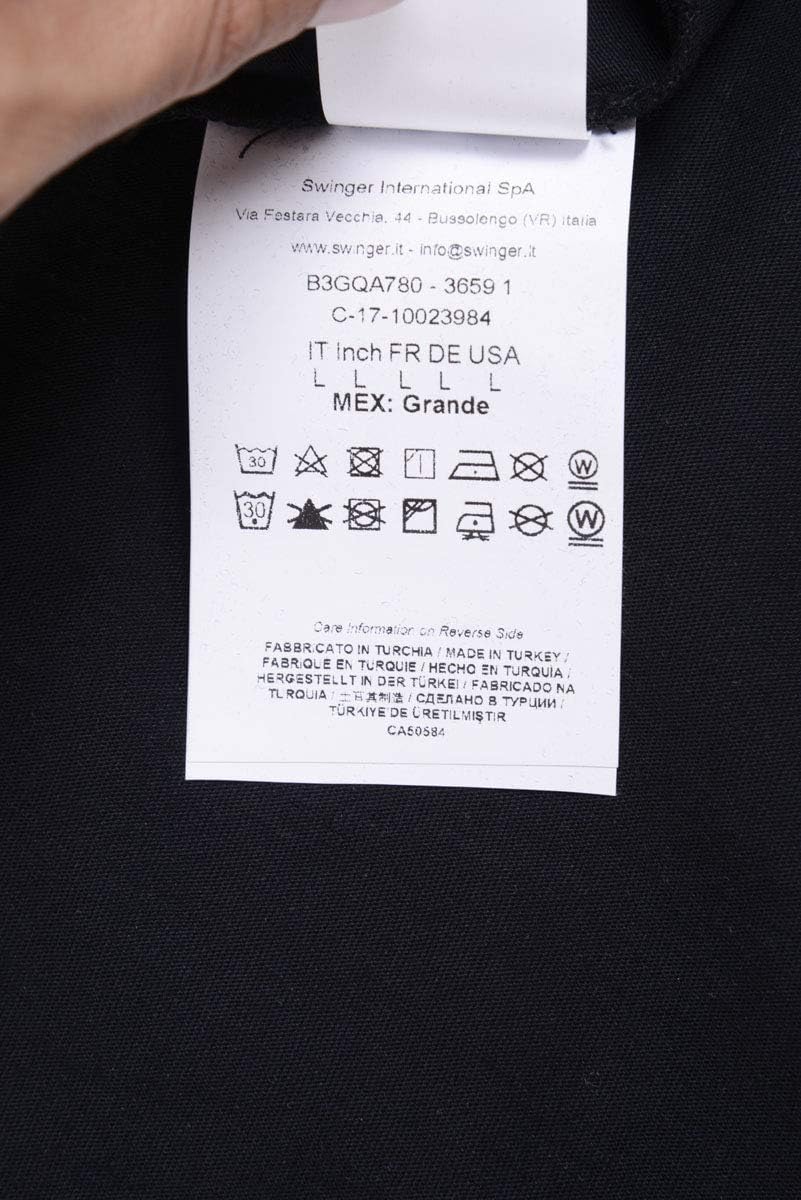 Swinger International SpA
Via Festara Vecchia, 44 - Bussolengo (VR) Italia
www.swinger.it - info@swinger.it
B3GQA780 - 3659 1
C-17-10023984
IT Inch FR DE USA
L L L L L
MEX: Grande
30 W
30 W
Care Information on Reverse Side
FABBRICATO IN TURCHIA / MADE IN TURKEY /
FABRIQUE EN TURQUIE / HECHO EN TURQUIA /
HERGESTELLT IN DER TÜRKEI / FABRICADO NA
TURQUIA / 土耳其制造 / СДЕЛАНО В ТУРЦИИ /
TÜRKIYE DE ÜRETILMIŞTIR
CA50584